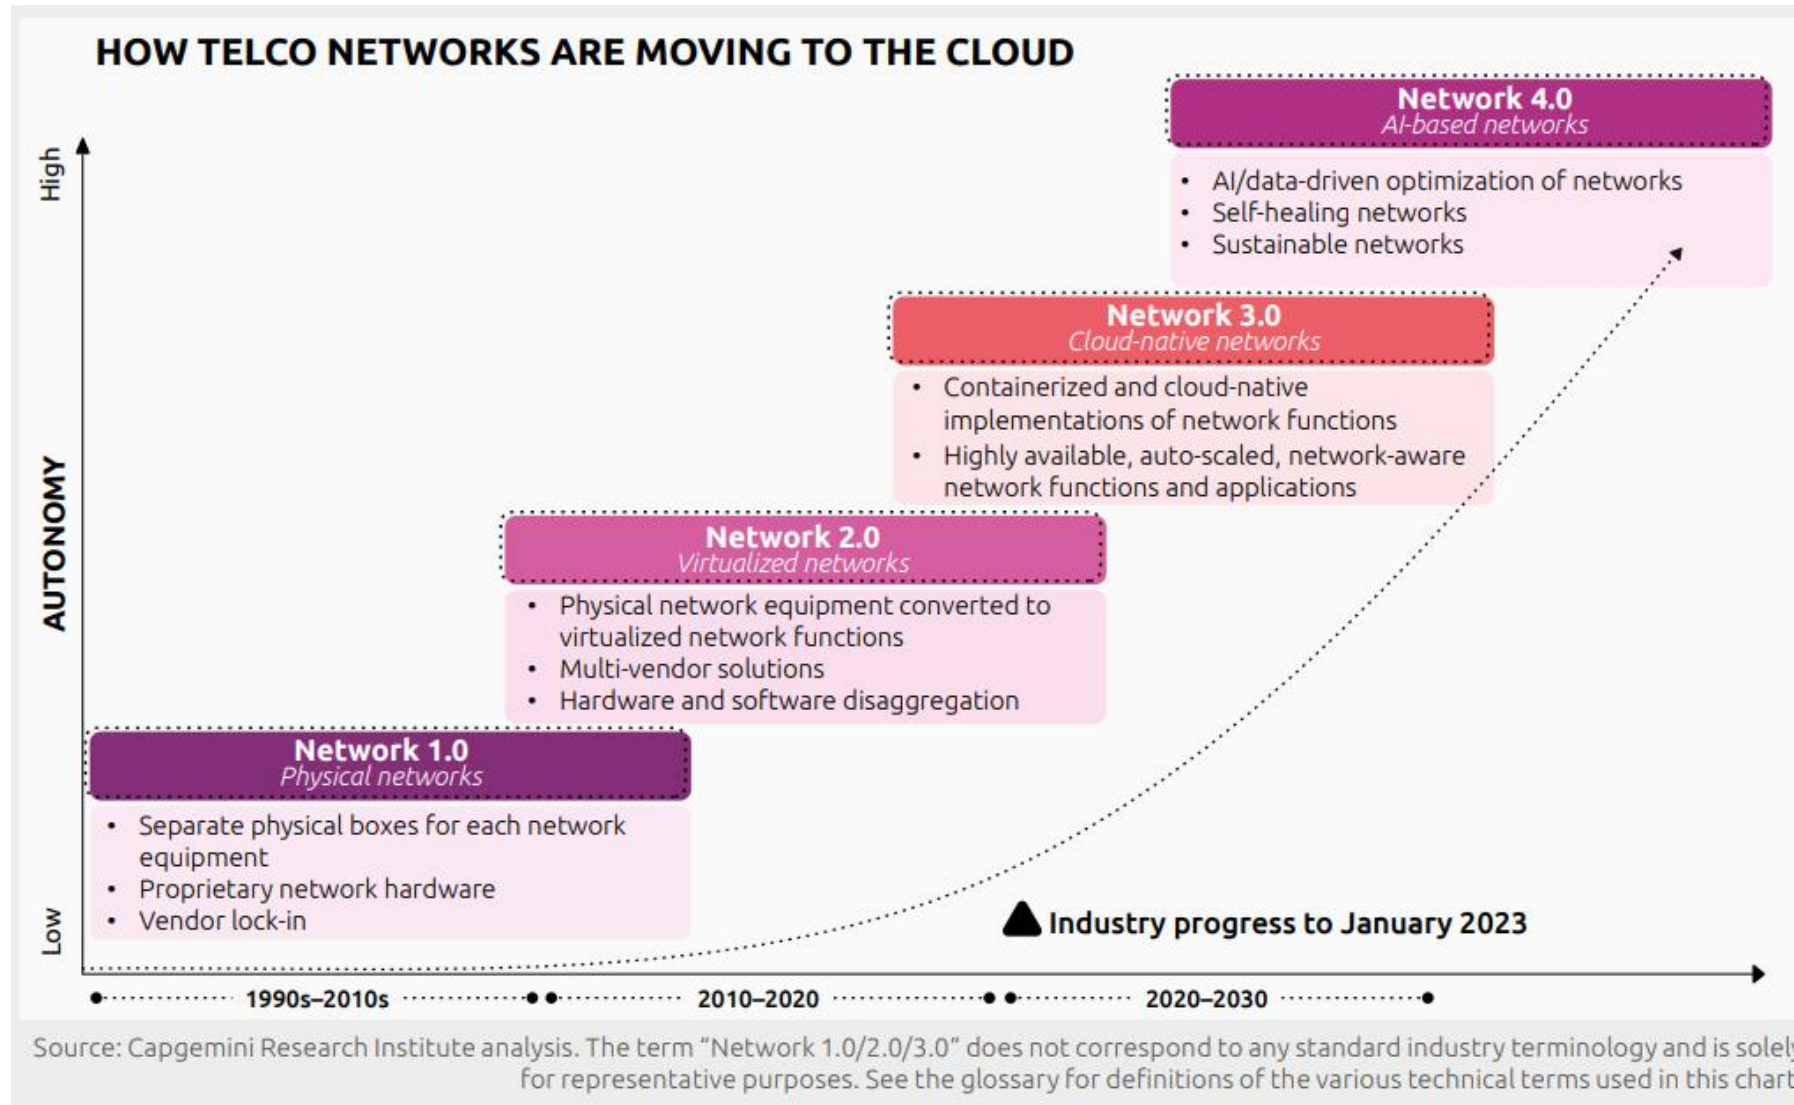 HOW TELCO NETWORKS ARE MOVING TO THE CLOUD
Network 4.0
AI-based networks
• AI/data-driven optimization of networks
• Self-healing networks
• Sustainable networks
High
Network 3.0
Cloud-native networks
• Containerized and cloud-native
implementations of network functions
• Highly available, auto-scaled, network-aware
network functions and applications
AUTONOMY
Network 2.0
Virtualized networks
• Physical network equipment converted to
virtualized network functions
• Multi-vendor solutions
• Hardware and software disaggregation
Network 1.0
Physical networks
• Separate physical boxes for each network
equipment
• Proprietary network hardware
• Vendor lock-in
Low
Industry progress to January 2023
1990s–2010s
2010–2020
2020–2030
Source: Capgemini Research Institute analysis. The term “Network 1.0/2.0/3.0” does not correspond to any standard industry terminology and is solely
for representative purposes. See the glossary for definitions of the various technical terms used in this chart.